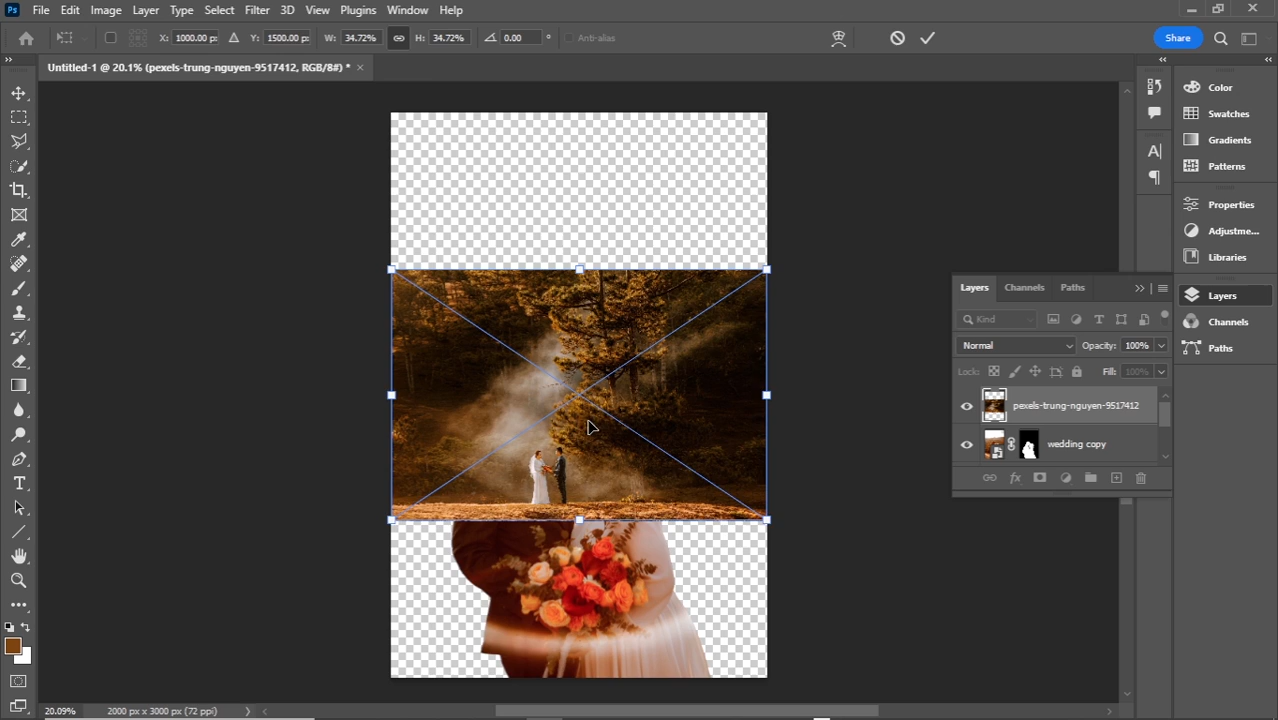 Ps File Edit Image Layer Type Select Filter 3D View Plugins Window Help
X: 1000.00 p: Y: 1500.00 p: W: 34.72% H: 34.72% 0.00 ° Anti-alias Share
Untitled-1 @ 20.1% (pexels-trung-nguyen-9517412, RGB/8#) * ×
Color
Swatches
Gradients
Patterns
Properties
Adjustme...
Libraries
Layers
Channels
Paths
Layers Channels Paths
Kind
Normal Opacity: 100%
Lock: Fill: 100%
pexels-trung-nguyen-9517412
wedding copy
20.09% 2000 px x 3000 px (72 ppi)